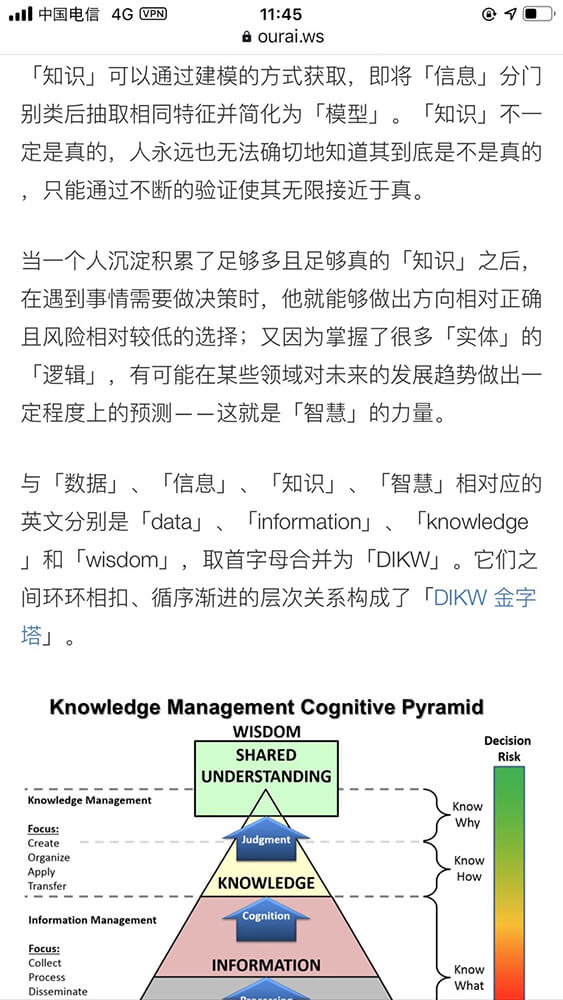 中国电信 4G VPN 11:45
ourai.ws
「知识」可以通过建模的方式获取，即将「信息」分门
别类后抽取相同特征并简化为「模型」。「知识」不一
定是真的，人永远也无法确切地知道其到底是不是真的
，只能通过不断的验证使其无限接近于真。
当一个人沉淀积累了足够多且足够真的「知识」之后，
在遇到事情需要做决策时，他就能够做出方向相对正确
且风险相对较低的选择；又因为掌握了很多「实体」的
「逻辑」，有可能在某些领域对未来的发展趋势做出一
定程度上的预测——这就是「智慧」的力量。
与「数据」、「信息」、「知识」、「智慧」相对应的
英文分别是「data」、「information」、「knowledge
」和「wisdom」，取首字母合并为「DIKW」。它们之
间环环相扣、循序渐进的层次关系构成了「DIKW 金字
塔」。
Knowledge Management Cognitive Pyramid
WISDOM
SHARED
UNDERSTANDING
Decision
Risk
Knowledge Management
Focus:
Create
Organize
Apply
Transfer
Judgment
KNOWLEDGE
Know
Why
Know
How
Information Management
Focus:
Collect
Process
Disseminate
Cognition
INFORMATION
Know
What
Processing